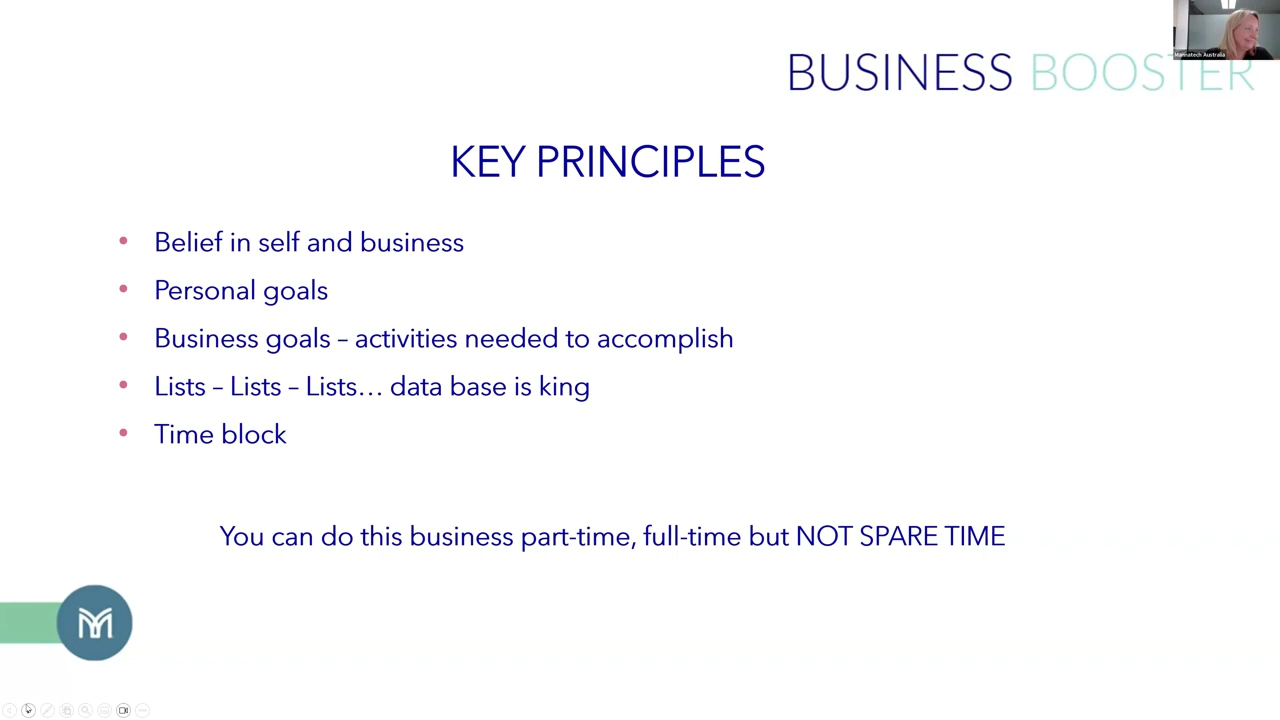 Mannatech Australia
BUSINESS BOOSTER
KEY PRINCIPLES
• Belief in self and business
• Personal goals
• Business goals – activities needed to accomplish
• Lists – Lists – Lists… data base is king
• Time block
You can do this business part-time, full-time but NOT SPARE TIME